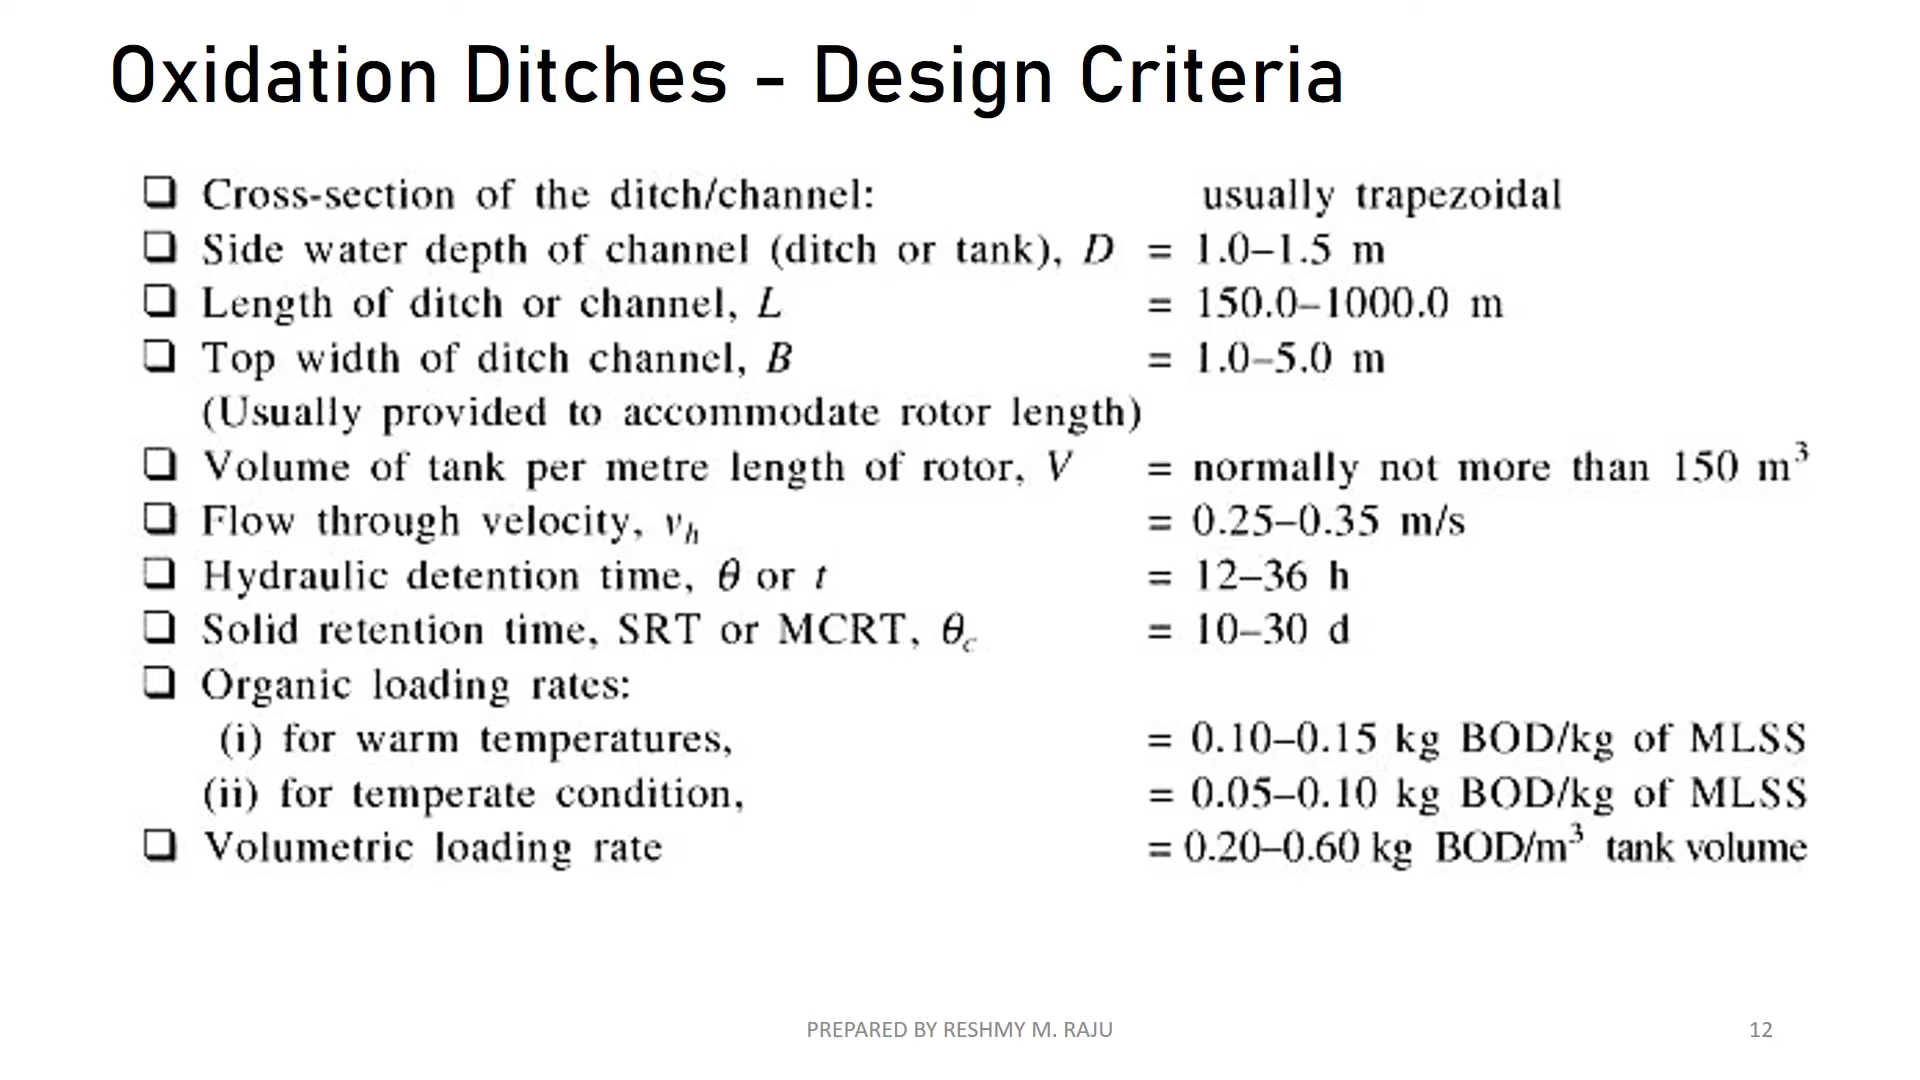 Oxidation Ditches - Design Criteria
❑ Cross-section of the ditch/channel: usually trapezoidal
❑ Side water depth of channel (ditch or tank), D = 1.0–1.5 m
❑ Length of ditch or channel, L = 150.0–1000.0 m
❑ Top width of ditch channel, B = 1.0–5.0 m
(Usually provided to accommodate rotor length)
❑ Volume of tank per metre length of rotor, V = normally not more than 150 m³
❑ Flow through velocity, vₕ = 0.25–0.35 m/s
❑ Hydraulic detention time, θ or t = 12–36 h
❑ Solid retention time, SRT or MCRT, θ_c = 10–30 d
❑ Organic loading rates:
(i) for warm temperatures, = 0.10–0.15 kg BOD/kg of MLSS
(ii) for temperate condition, = 0.05–0.10 kg BOD/kg of MLSS
❑ Volumetric loading rate = 0.20–0.60 kg BOD/m³ tank volume
PREPARED BY RESHMY M. RAJU 12